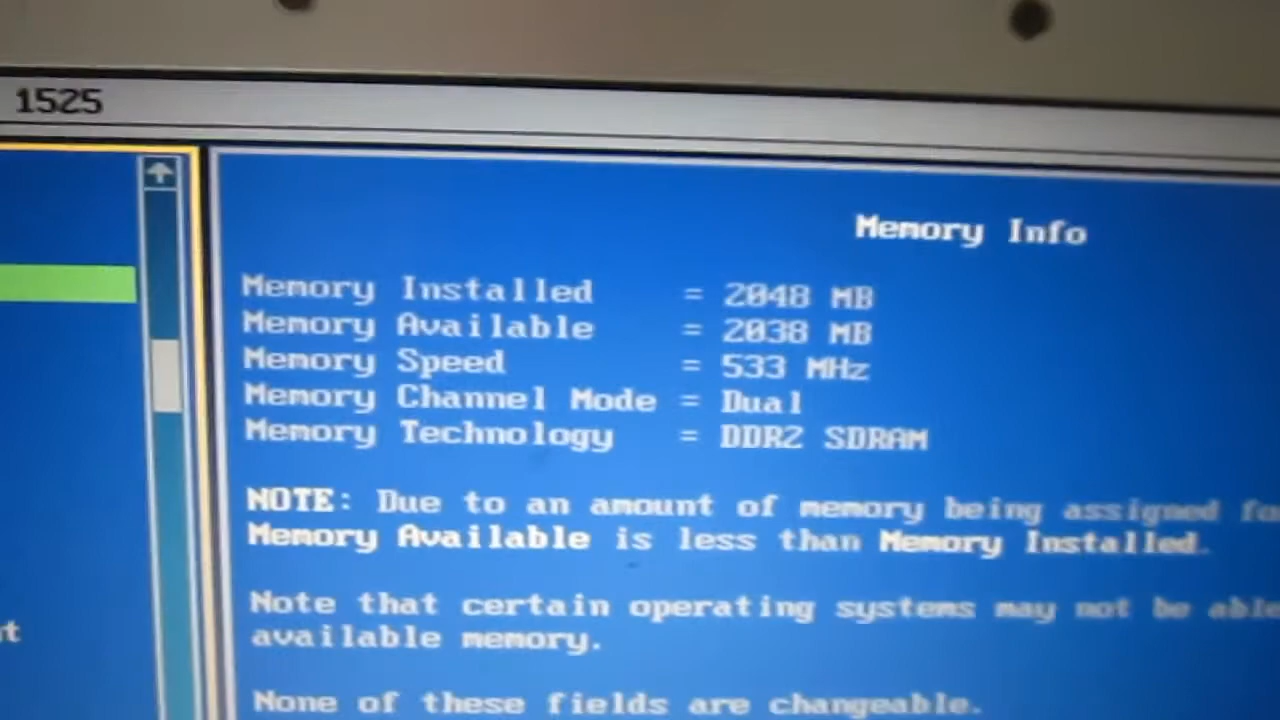 1525
Memory Info
Memory Installed = 2048 MB
Memory Available = 2038 MB
Memory Speed = 533 MHz
Memory Channel Mode = Dual
Memory Technology = DDR2 SDRAM
NOTE: Due to an amount of memory being assigned
Memory Available is less than Memory Installed.
Note that certain operating systems may not be able
available memory.
None of these fields are changeable.